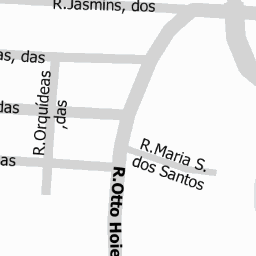 R.Jasmins, dos
as, das
R.Orquídeas
,das
das
as
R.Maria S.
dos Santos
R.Otto Hoie